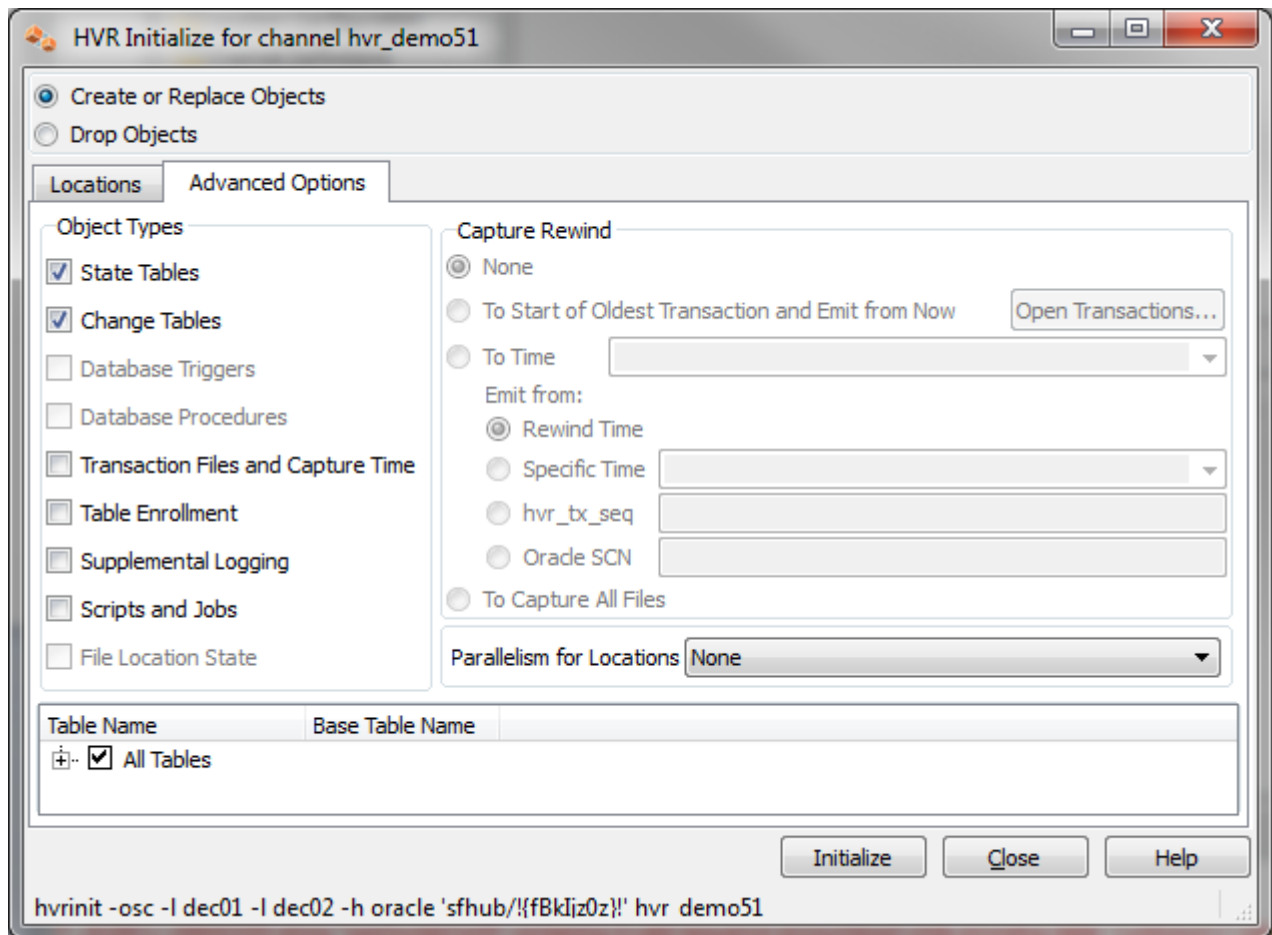 HVR Initialize for channel hvr_demo51
Create or Replace Objects
Drop Objects
Locations
Advanced Options
Object Types
State Tables
Change Tables
Database Triggers
Database Procedures
Transaction Files and Capture Time
Table Enrollment
Supplemental Logging
Scripts and Jobs
File Location State
Capture Rewind
None
To Start of Oldest Transaction and Emit from Now
Open Transactions...
To Time
Emit from:
Rewind Time
Specific Time
hvr_tx_seq
Oracle SCN
To Capture All Files
Parallelism for Locations None
Table Name Base Table Name
All Tables
Initialize Close Help
hvrinit -osc -l dec01 -l dec02 -h oracle 'sfhub/!{fBkIjz0z}!' hvr_demo51